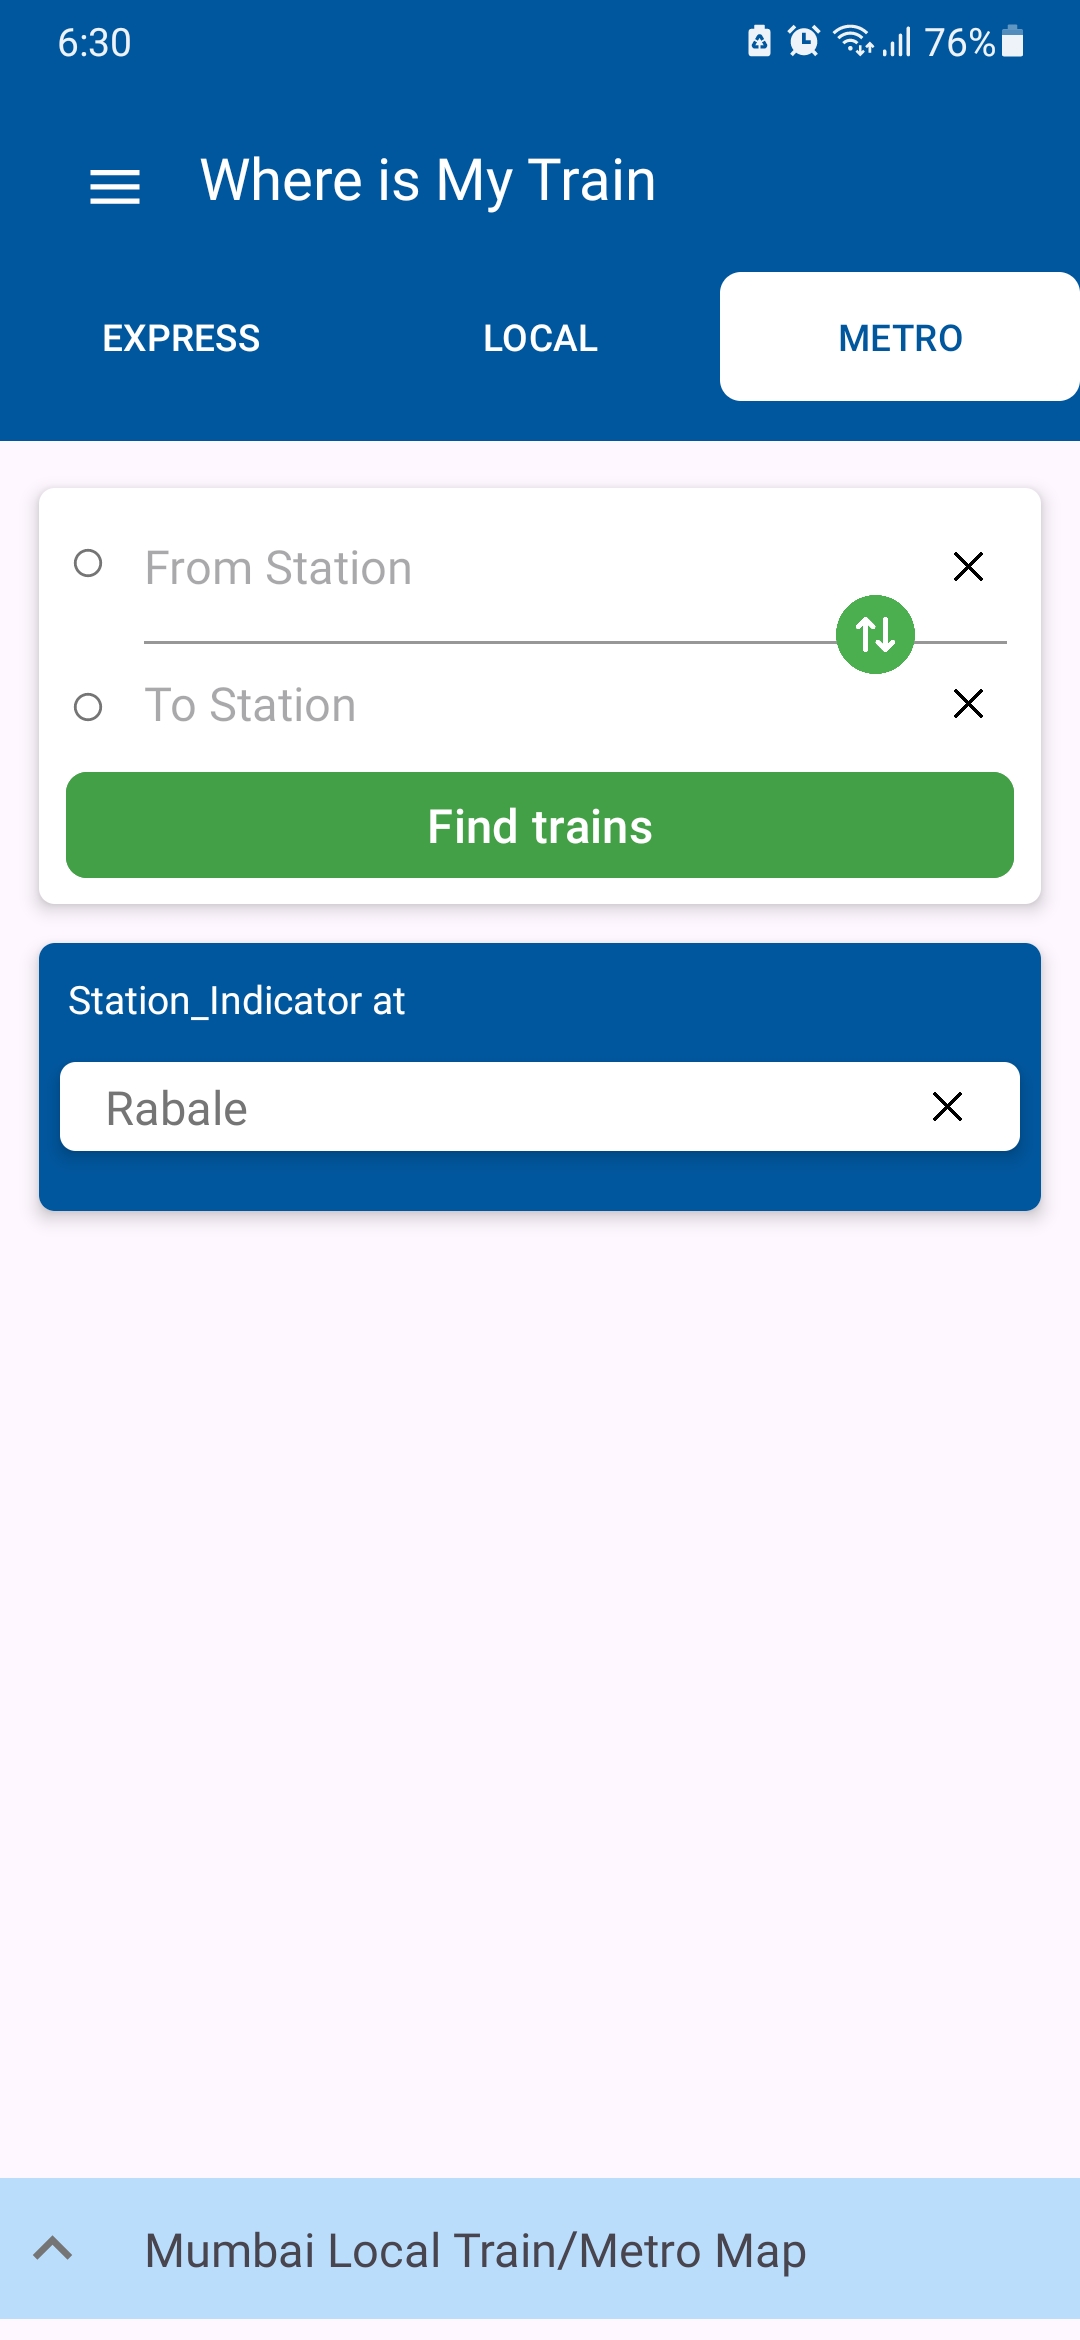 6:30
76%
Where is My Train
EXPRESS
LOCAL
METRO
From Station
To Station
Find trains
Station_Indicator at
Rabale
Mumbai Local Train/Metro Map